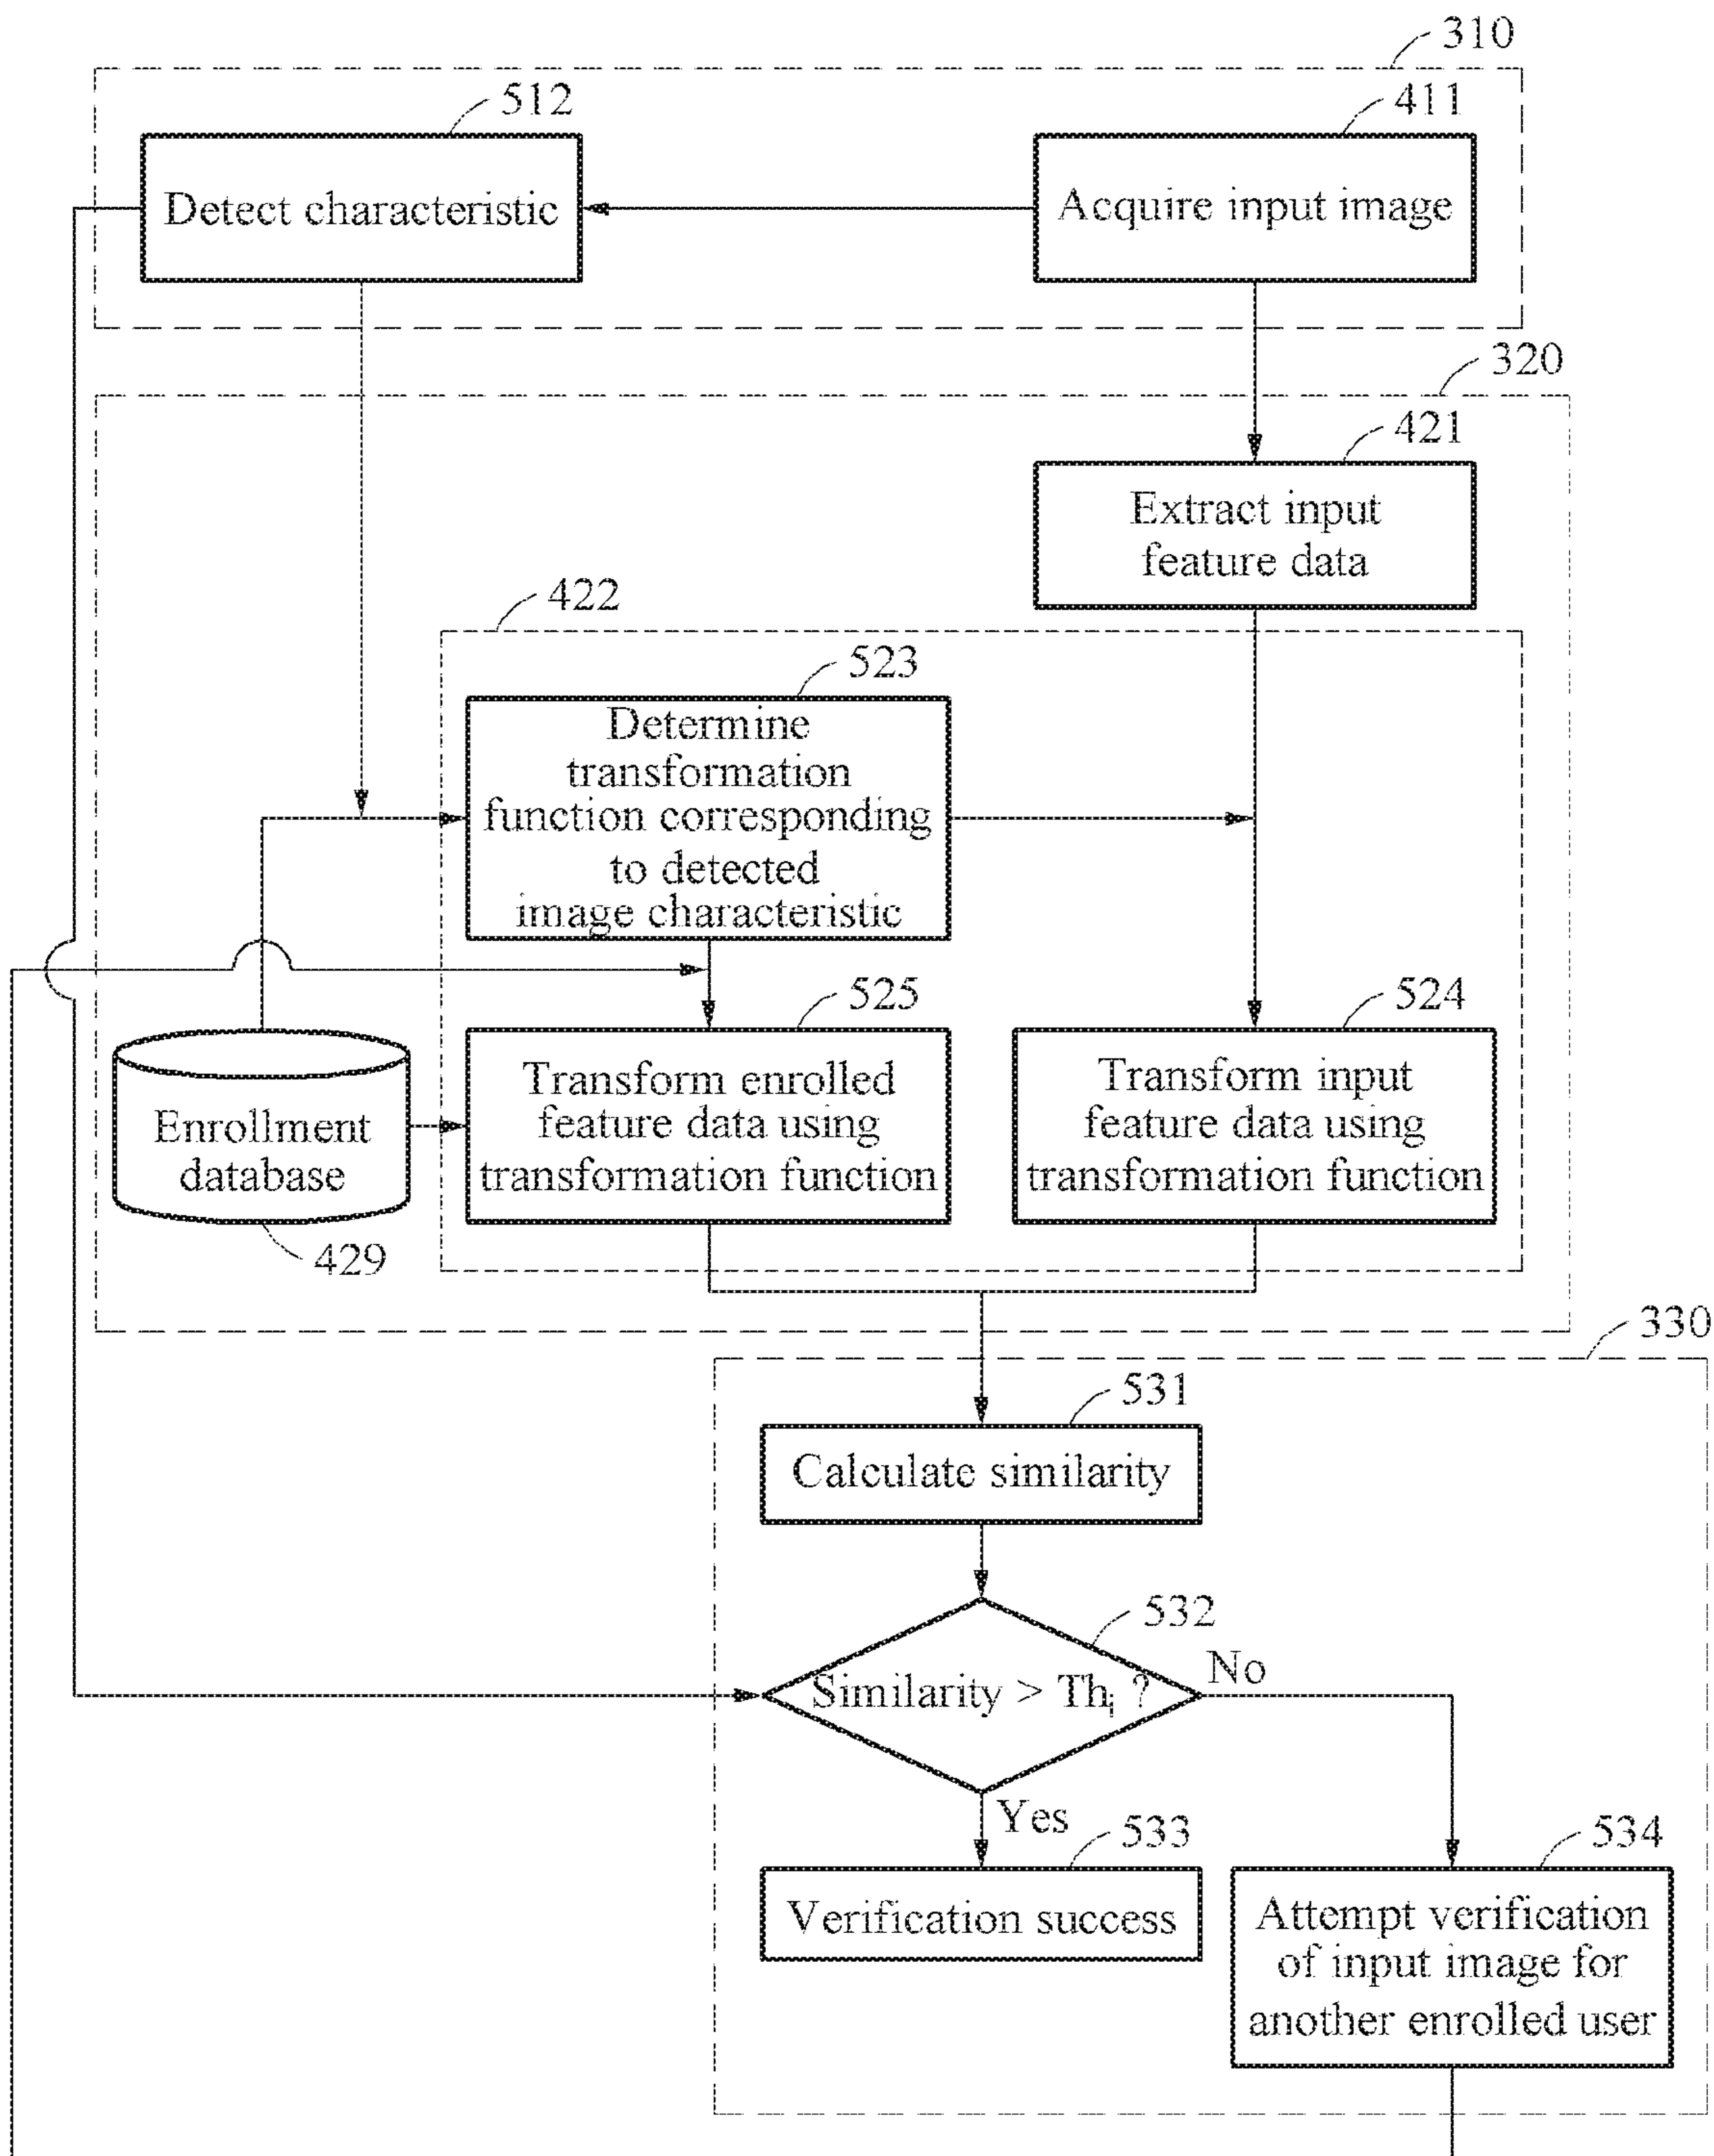 310
512
411
Detect characteristic
Acquire input image
320
421
Extract input
feature data
422
523
Determine
transformation
function corresponding
to detected
image characteristic
525
524
Transform enrolled
feature data using
transformation function
Transform input
feature data using
transformation function
Enrollment
database
429
330
531
Calculate similarity
532
Similarity > Thi ?
No
Yes
533
534
Verification success
Attempt verification
of input image for
another enrolled user